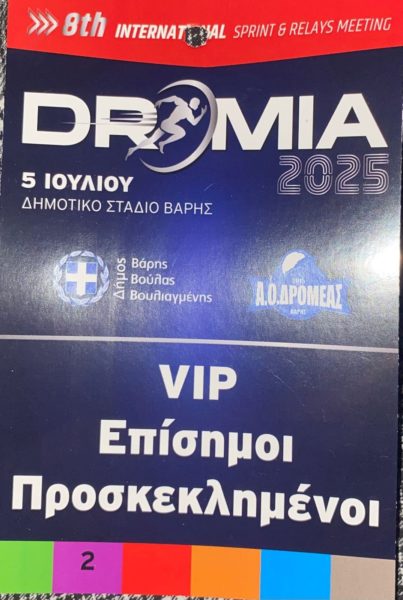 >>> 8th INTERNATIONAL SPRINT & RELAYS MEETING
DROMIA
2025
5 ΙΟΥΛΙΟΥ
ΔΗΜΟΤΙΚΟ ΣΤΑΔΙΟ ΒΑΡΗΣ
Δήμος
Βάρης
Βούλας
Βουλιαγμένης
Α.Ο.ΔΡΟΜΕΑΣ
ΒΑΡΗΣ
VIP
Επίσημοι
Προσκεκλημένοι
2